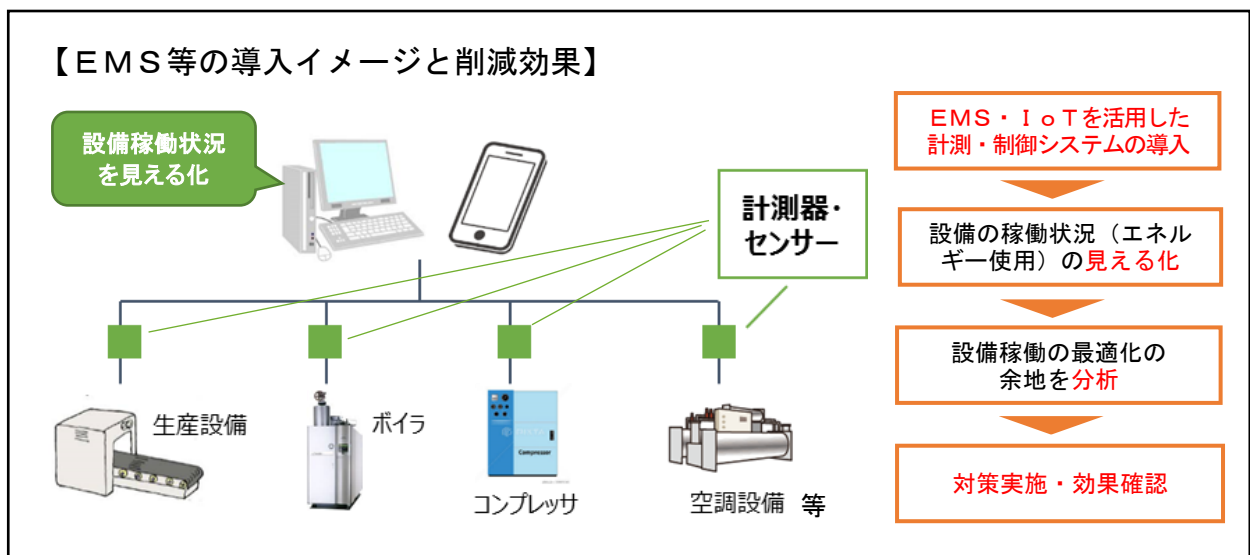 【ＥＭＳ等の導入イメージと削減効果】
設備稼働状況
を見える化
計測器・
センサー
生産設備
ボイラ
Compressor
コンプレッサ
空調設備 等
ＥＭＳ・ＩｏＴを活用した
計測・制御システムの導入
設備の稼働状況（エネル
ギー使用）の見える化
設備稼働の最適化の
余地を分析
対策実施・効果確認